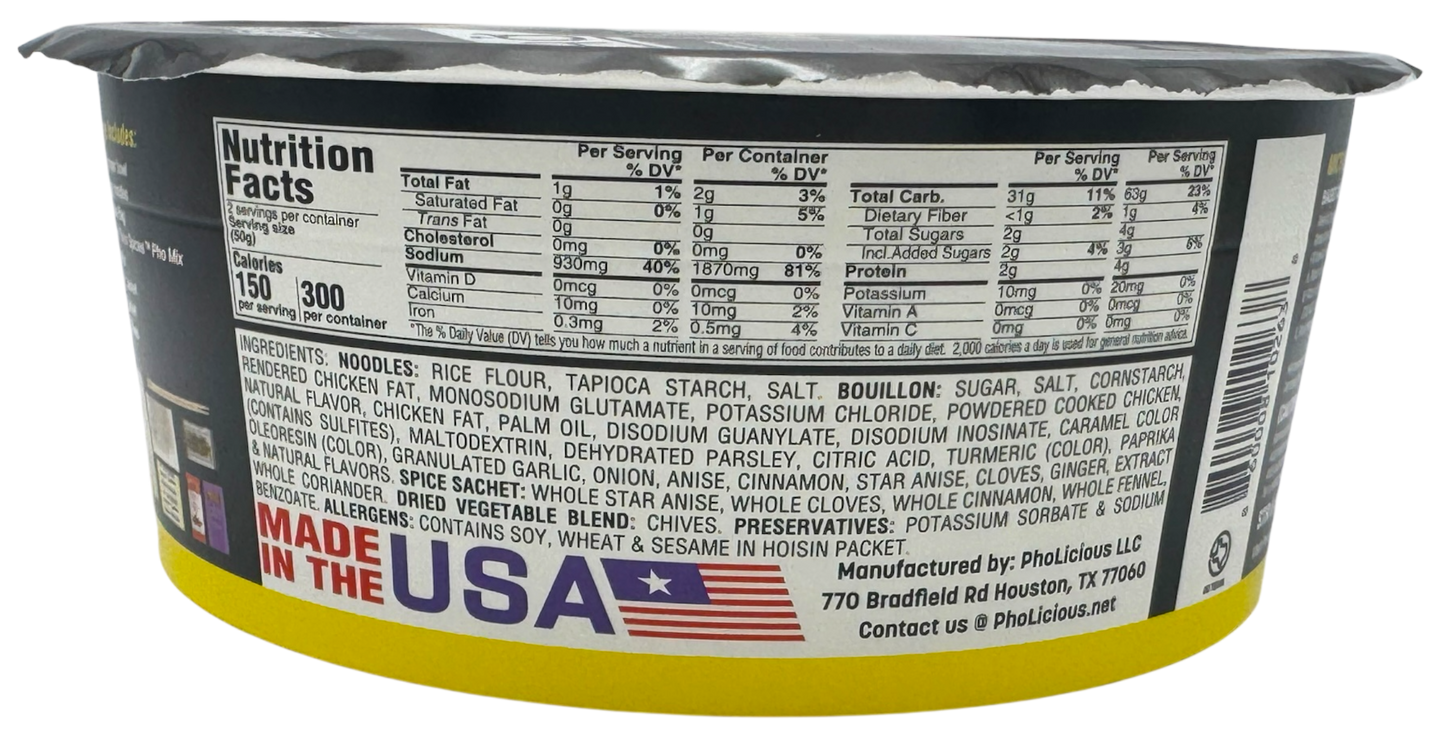 Includes:
Pho Mix
Nutrition
Facts
2 servings per container
Serving size
(50g)
Calories
150 300
per serving per container
Per Serving Per Container
% DV* % DV*
Total Fat 1g 1% 2g 3%
Saturated Fat 0g 0% 1g 5%
Trans Fat 0g 0g
Cholesterol 0mg 0% 0mg 0%
Sodium 930mg 40% 1870mg 81%
Vitamin D 0mcg 0% 0mcg 0%
Calcium 10mg 0% 10mg 2%
Iron 0.3mg 2% 0.5mg 4%
Per Serving Per Serving
% DV* % DV*
Total Carb. 31g 11% 63g 23%
Dietary Fiber <1g 2% 1g 4%
Total Sugars 2g 4g
Incl.Added Sugars 2g 4% 3g 6%
Protein 2g 4g
Potassium 10mg 0% 20mg 0%
Vitamin A 0mcg 0% 0mcg 0%
Vitamin C 0mg 0% 0mg 0%
*The % Daily Value (DV) tells you how much a nutrient in a serving of food contributes to a daily diet. 2,000 calories a day is used for general nutrition advice.
INGREDIENTS: NOODLES: RICE FLOUR, TAPIOCA STARCH, SALT. BOUILLON: SUGAR, SALT, CORNSTARCH,
RENDERED CHICKEN FAT, MONOSODIUM GLUTAMATE, POTASSIUM CHLORIDE, POWDERED COOKED CHICKEN,
NATURAL FLAVOR, CHICKEN FAT, PALM OIL, DISODIUM GUANYLATE, DISODIUM INOSINATE, CARAMEL COLOR
(CONTAINS SULFITES), MALTODEXTRIN, DEHYDRATED PARSLEY, CITRIC ACID, TURMERIC (COLOR), PAPRIKA
OLEORESIN (COLOR), GRANULATED GARLIC, ONION, ANISE, CINNAMON, STAR ANISE, CLOVES, GINGER, EXTRACT
& NATURAL FLAVORS. SPICE SACHET: WHOLE STAR ANISE, WHOLE CLOVES, WHOLE CINNAMON, WHOLE FENNEL,
WHOLE CORIANDER. DRIED VEGETABLE BLEND: CHIVES. PRESERVATIVES: POTASSIUM SORBATE & SODIUM
BENZOATE. ALLERGENS: CONTAINS SOY, WHEAT & SESAME IN HOISIN PACKET.
MADE
IN THE
USA
Manufactured by: PhoLicious LLC
770 Bradfield Rd Houston, TX 77060
Contact us @ PhoLicious.net